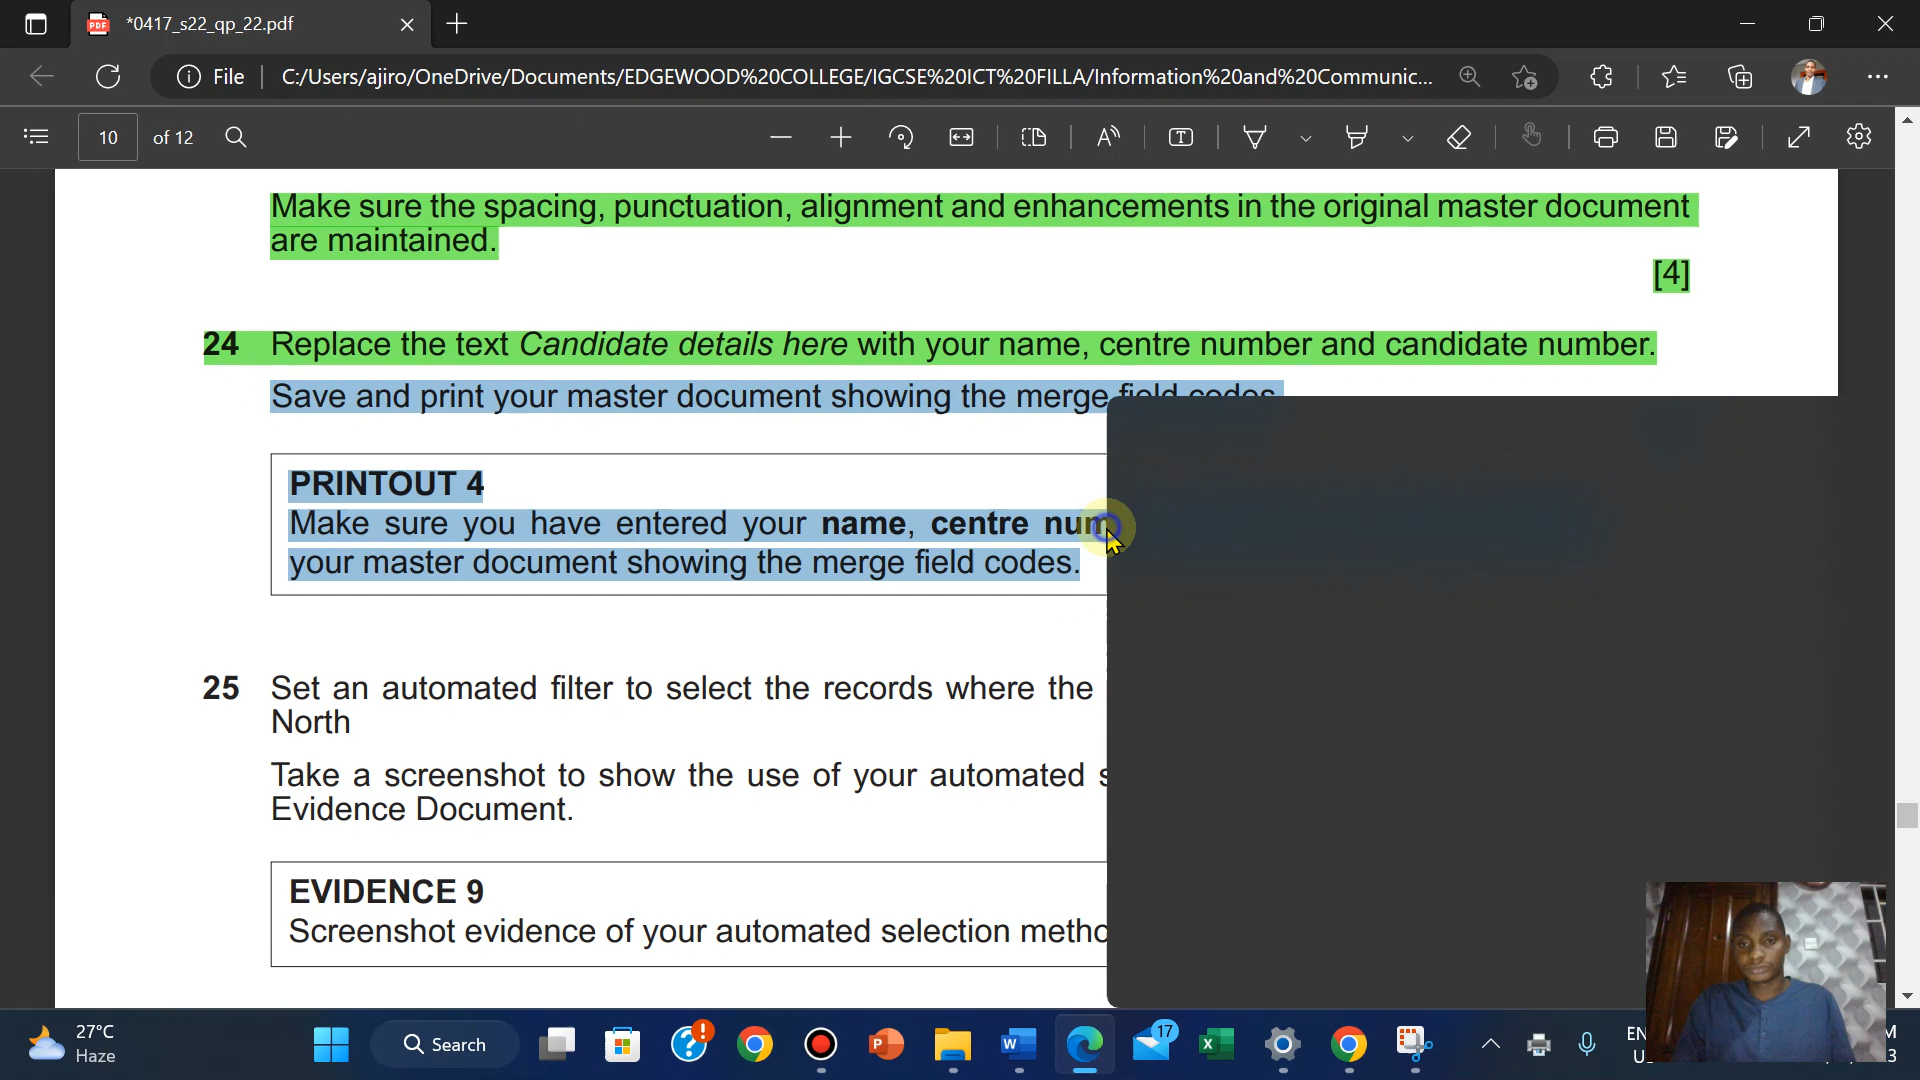 *0417_s22_qp_22.pdf
File
C:/Users/ajiro/OneDrive/Documents/EDGEWOOD%20COLLEGE/IGCSE%20ICT%20FILLA/Information%20and%20Communic...
10 of 12
Make sure the spacing, punctuation, alignment and enhancements in the original master document
are maintained.
[4]
24 Replace the text Candidate details here with your name, centre number and candidate number.
Save and print your master document showing the merge field codes.
PRINTOUT 4
Make sure you have entered your name, centre num
your master document showing the merge field codes.
25 Set an automated filter to select the records where the
North
Take a screenshot to show the use of your automated s
Evidence Document.
EVIDENCE 9
Screenshot evidence of your automated selection metho
27°C
Haze
Search
17
EN
U
M
3